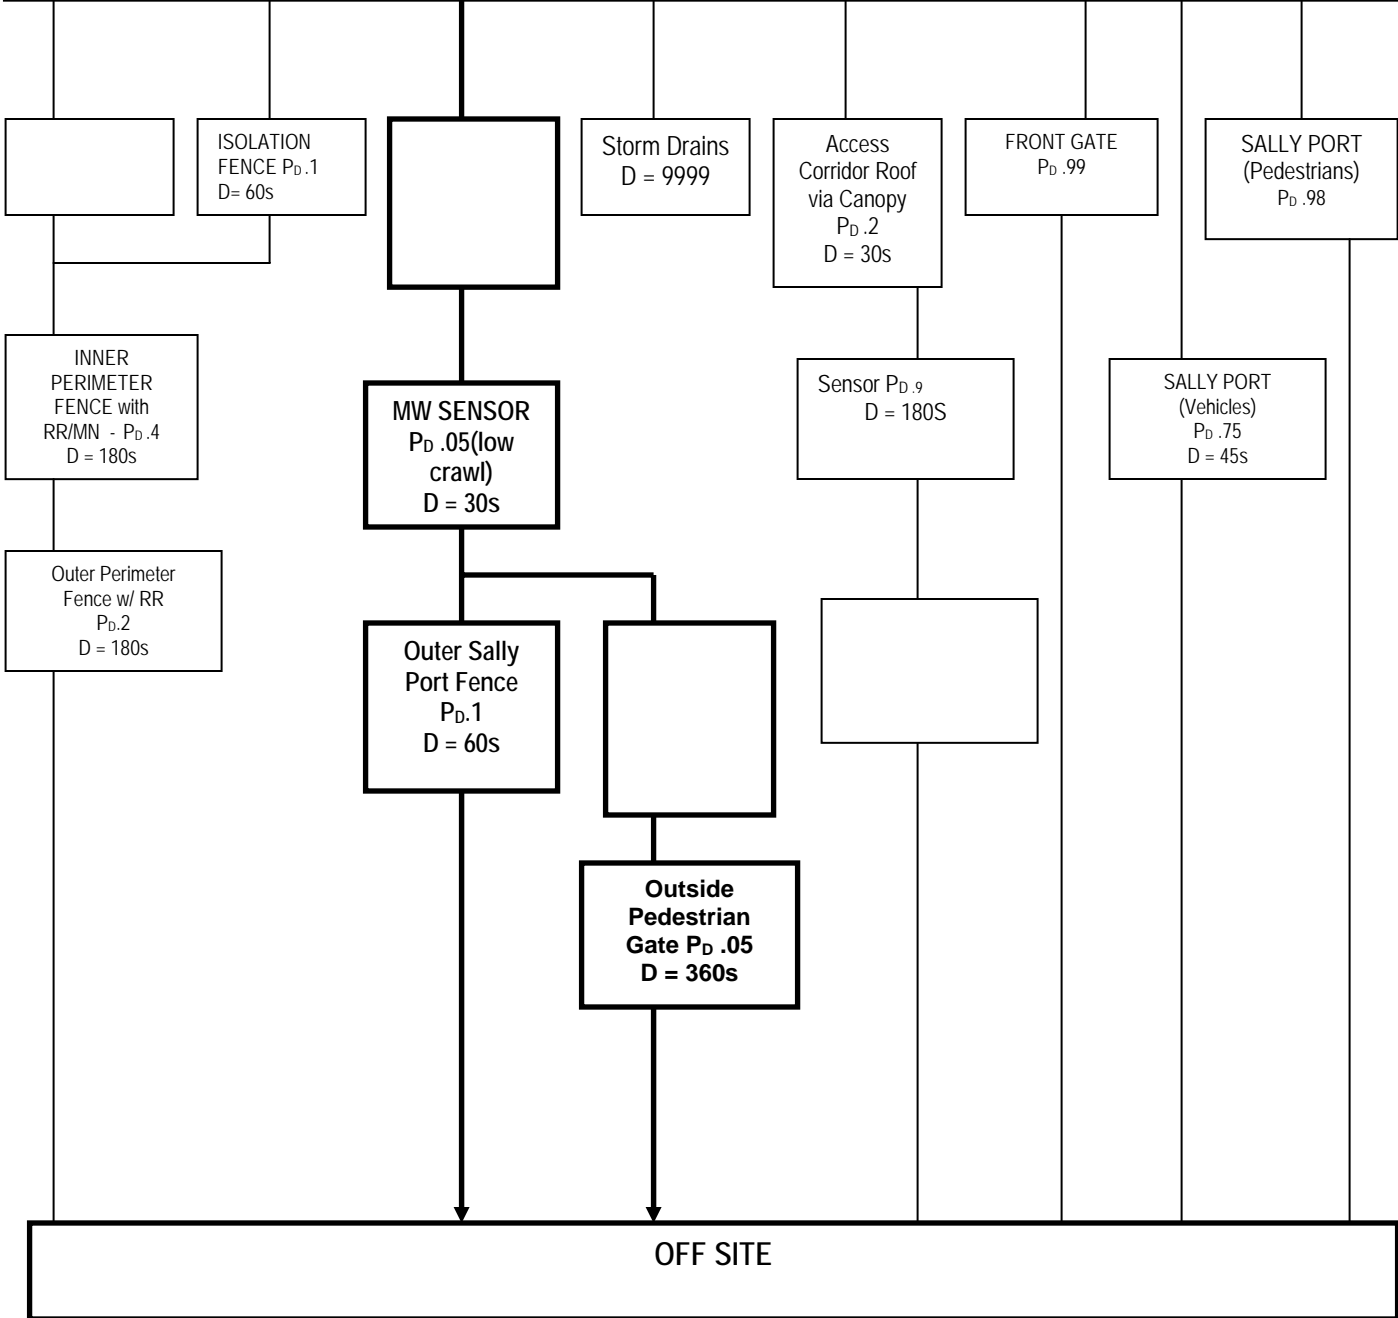 ISOLATION
FENCE PD .1
D= 60s
Storm Drains
D = 9999
Access
Corridor Roof
via Canopy
PD .2
D = 30s
FRONT GATE
PD .99
SALLY PORT
(Pedestrians)
PD .98
INNER
PERIMETER
FENCE with
RR/MN - PD .4
D = 180s
MW SENSOR
PD .05(low
crawl)
D = 30s
Sensor PD .9
D = 180S
SALLY PORT
(Vehicles)
PD .75
D = 45s
Outer Perimeter
Fence w/ RR
PD.2
D = 180s
Outer Sally
Port Fence
PD.1
D = 60s
Outside
Pedestrian
Gate PD .05
D = 360s
OFF SITE